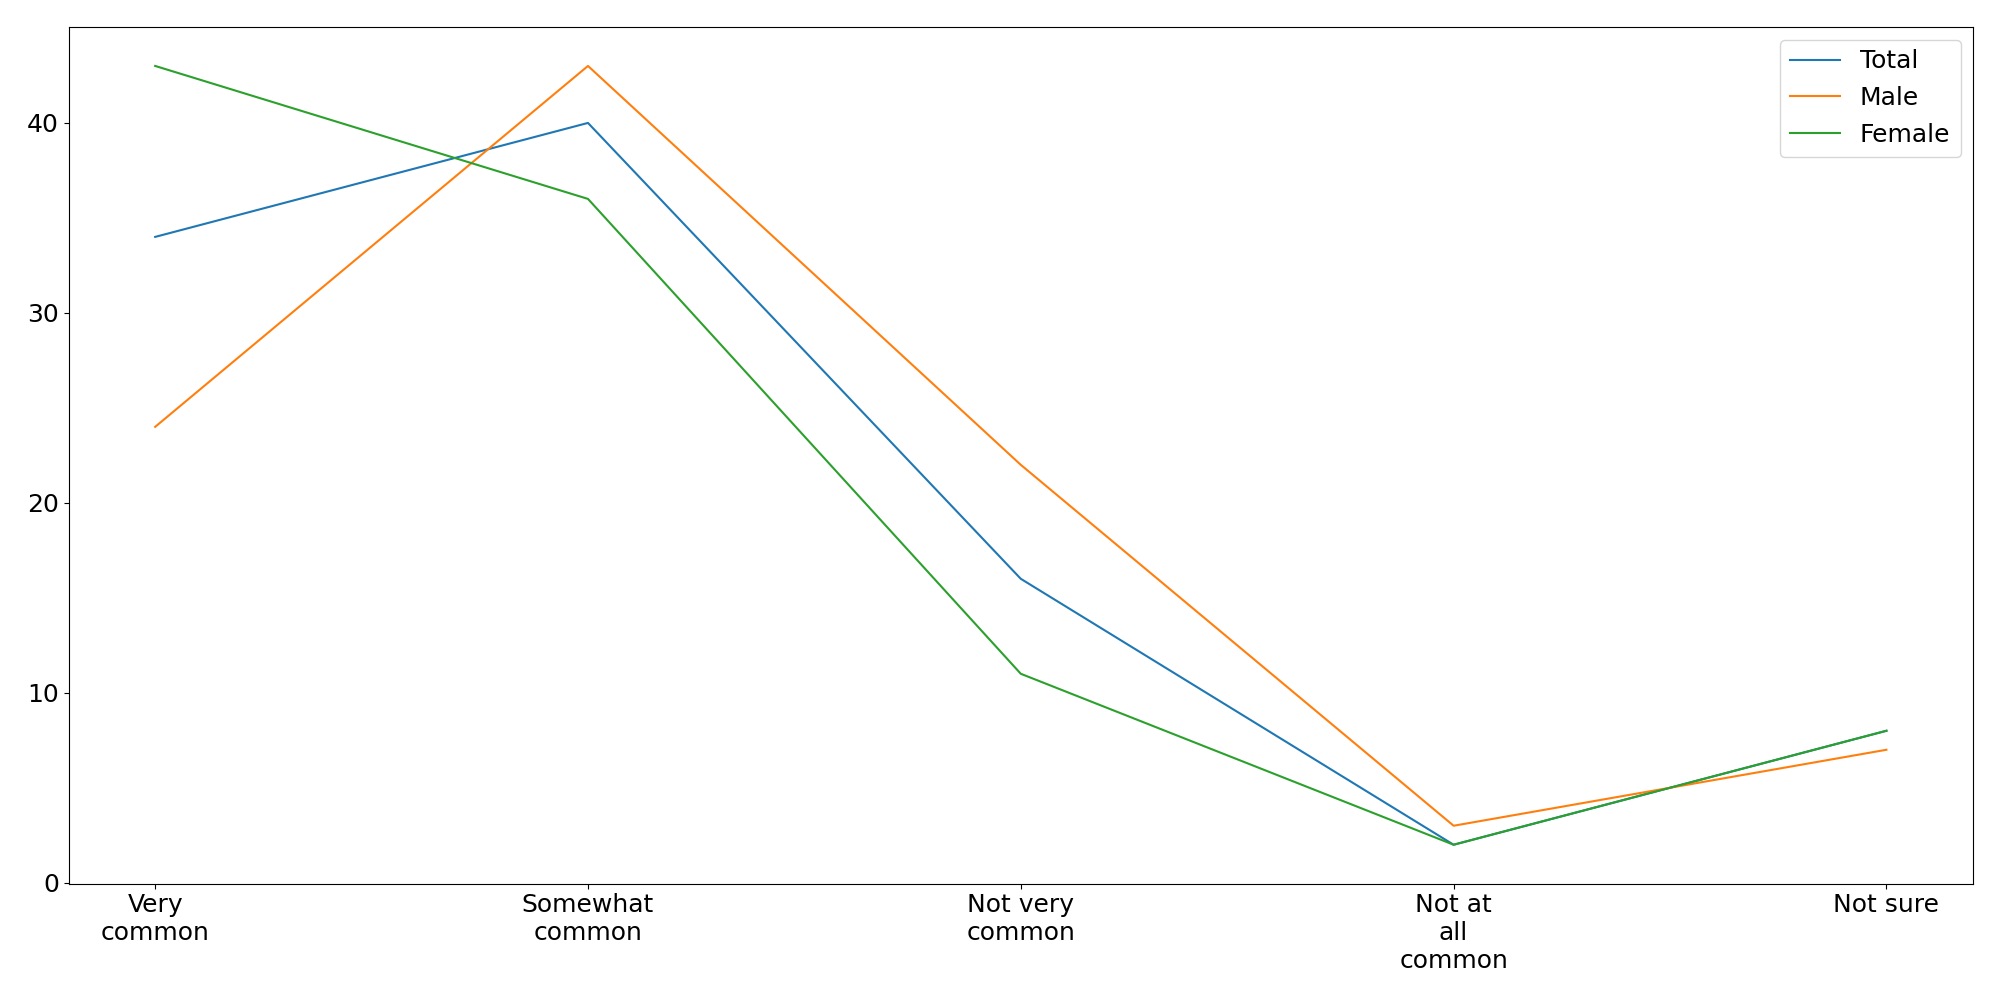 Total
Male
Female
40
30
20
10
0
Very
common
Somewhat
common
Not very
common
Not at
all
common
Not sure